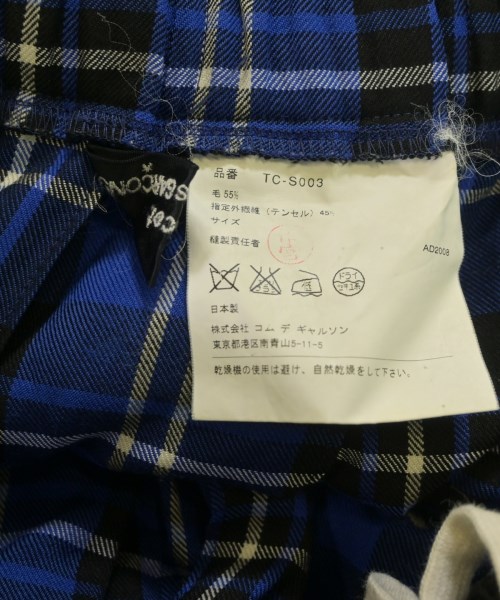 品番 TC-S003
毛 55%
指定外繊維 (テンセル) 45%
サイズ
縫製責任者
AD2009
ドライ
日本製
株式会社 コム デ ギャルソン
東京都港区南青山5-11-5
乾燥機の使用は避け、自然乾燥をして下さい。